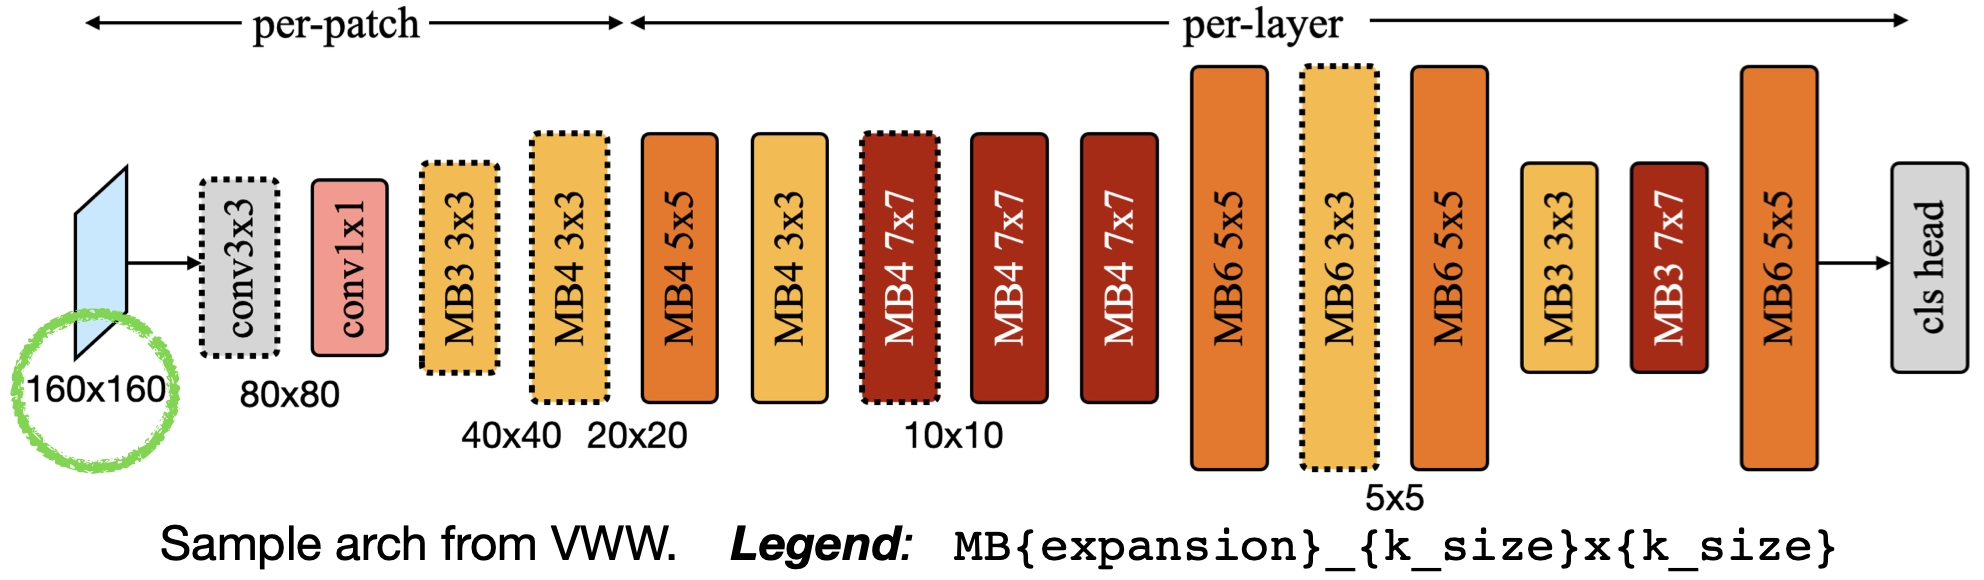 per-patch per-layer
conv3x3
conv1x1
MB3 3x3
MB4 3x3
MB4 5x5
MB4 3x3
MB4 7x7
MB4 7x7
MB4 7x7
MB6 5x5
MB6 3x3
MB6 5x5
MB3 3x3
MB3 7x7
MB6 5x5
cls head
160x160
80x80
40x40 20x20 10x10
5x5
Sample arch from VWW. Legend: MB{expansion}_{k_size}x{k_size}